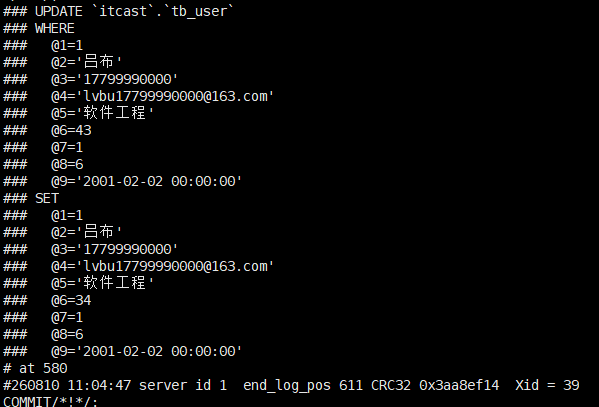 ### UPDATE `itcast`.`tb_user`
### WHERE
###   @1=1
###   @2='吕布'
###   @3='17799990000'
###   @4='lvbu17799990000@163.com'
###   @5='软件工程'
###   @6=43
###   @7=1
###   @8=6
###   @9='2001-02-02 00:00:00'
### SET
###   @1=1
###   @2='吕布'
###   @3='17799990000'
###   @4='lvbu17799990000@163.com'
###   @5='软件工程'
###   @6=34
###   @7=1
###   @8=6
###   @9='2001-02-02 00:00:00'
# at 580
#260810 11:04:47 server id 1  end_log_pos 611 CRC32 0x3aa8ef14  Xid = 39
COMMIT/*!*/;